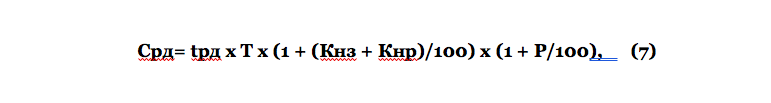 Срд= tрд x T x (1 + (Кнз + Кнр)/100) x (1 + Р/100),   (7)